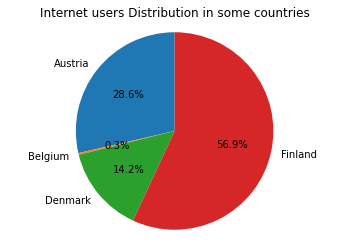 Internet users Distribution in some countries
Austria
28.6%
Belgium
0.3%
Finland
56.9%
14.2%
Denmark